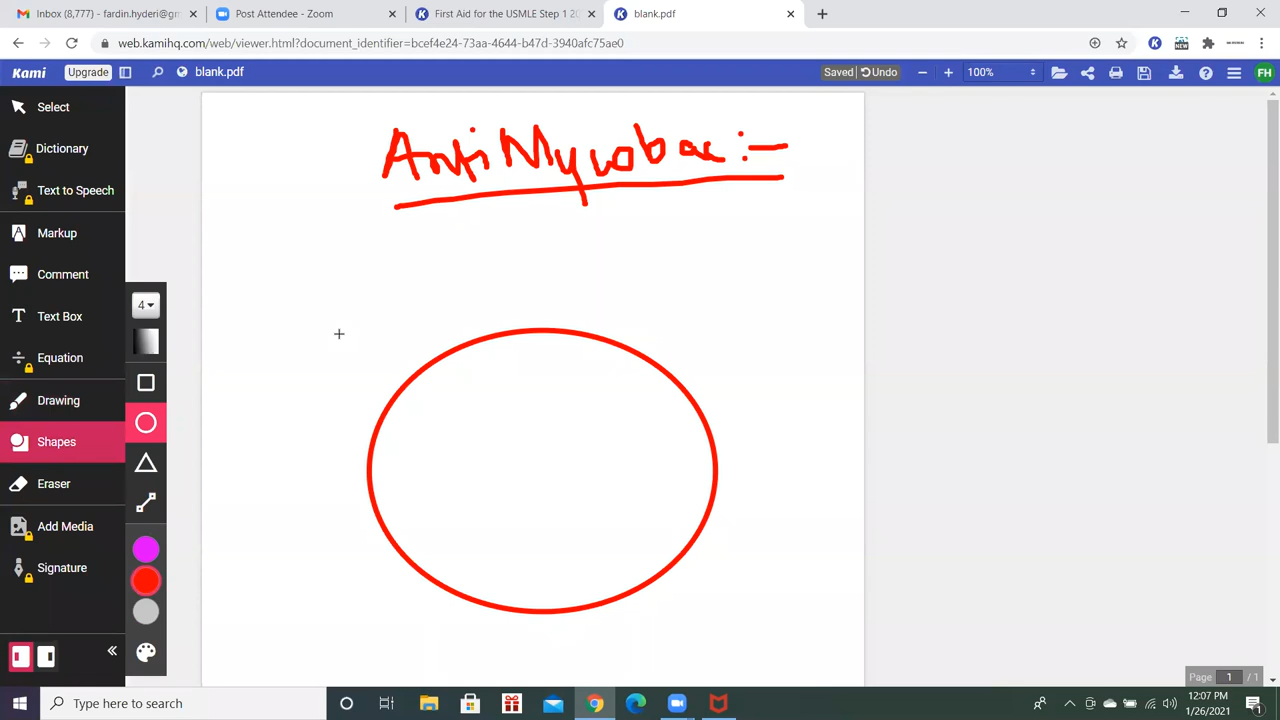 Inbox (8,777) - fardin.hyderi@gm
Post Attendee - Zoom
First Aid for the USMLE Step 1 20
blank.pdf
web.kamihq.com/web/viewer.html?document_identifier=bcef4e24-73aa-4644-b47d-3940afc75ae0
NEW
Kami
Upgrade
blank.pdf
Saved Undo
100%
FH
Select
Dictionary
Text to Speech
Markup
Comment
Text Box
Equation
Drawing
Shapes
Eraser
Add Media
Signature
4
Anti Mycobac :-
Page 1 / 1
Type here to search
12:07 PM
1/26/2021
1